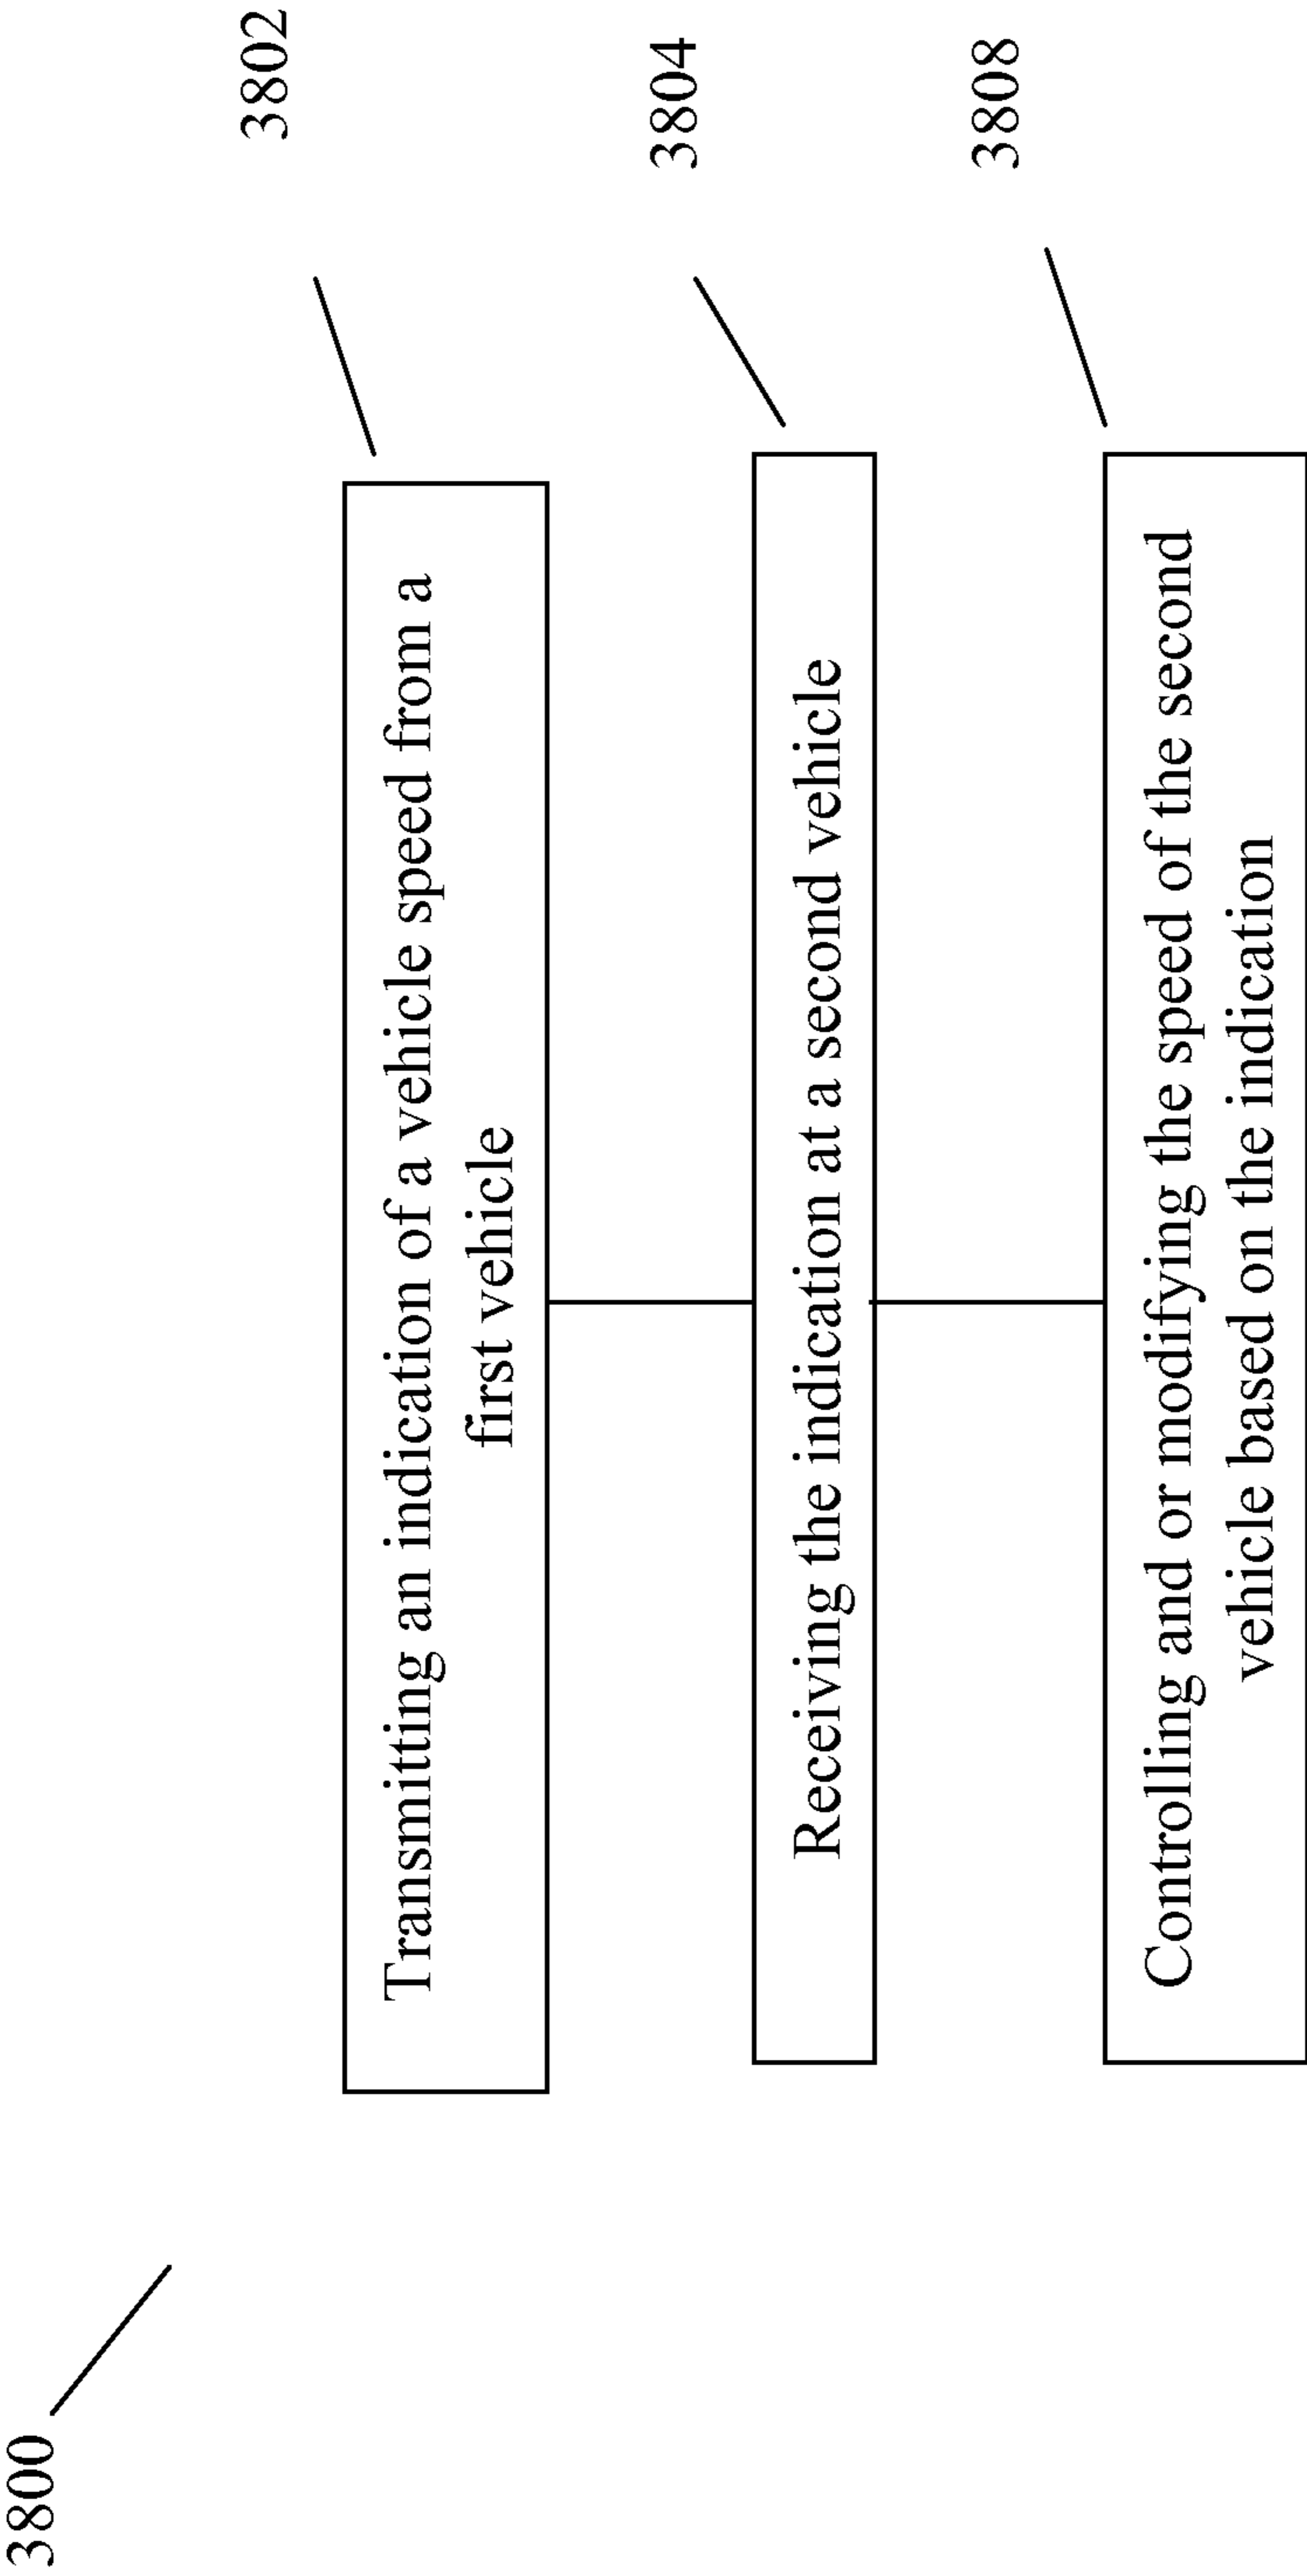 3800
3802
Transmitting an indication of a vehicle speed from a
first vehicle
3804
Receiving the indication at a second vehicle
3808
Controlling and or modifying the speed of the second
vehicle based on the indication